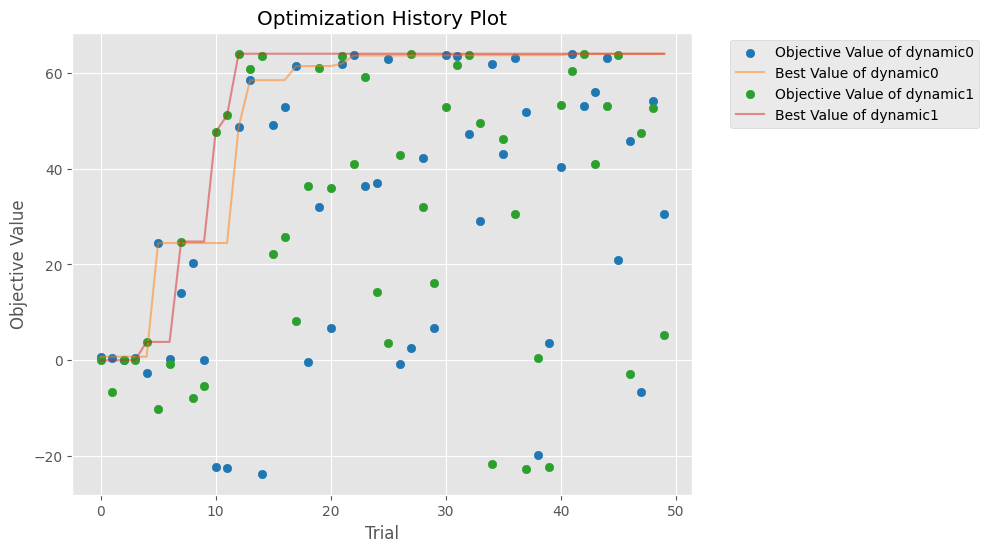 Optimization History Plot
Objective Value
60
40
20
0
−20
0
10
20
30
40
50
Trial
Objective Value of dynamic0
Best Value of dynamic0
Objective Value of dynamic1
Best Value of dynamic1